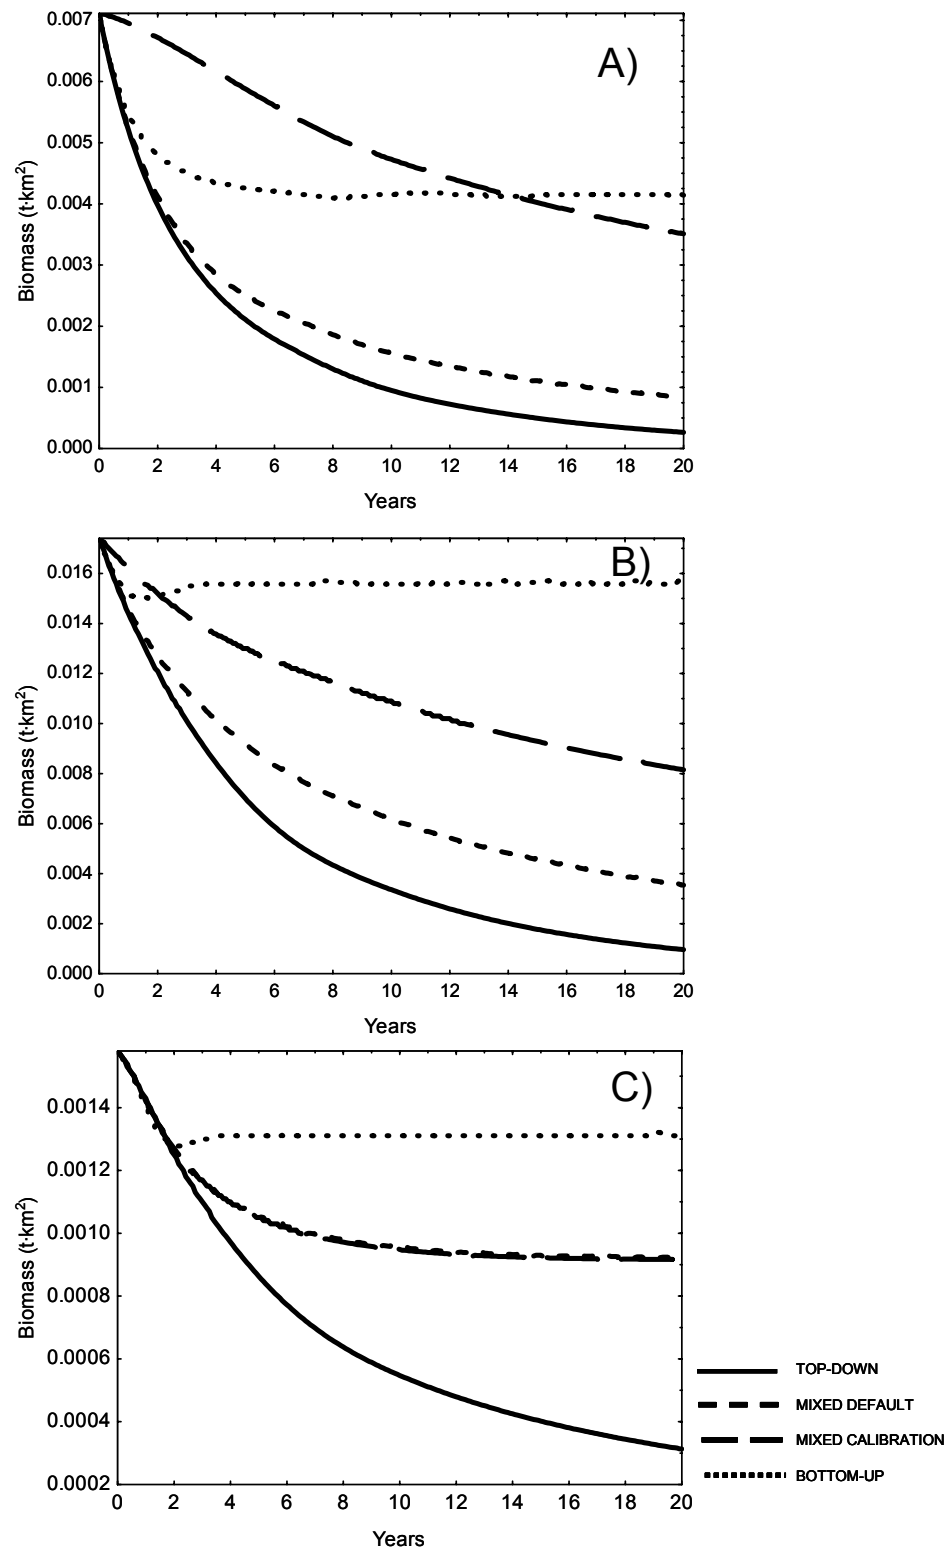 A)
0.007
0.006
0.005
0.004
0.003
0.002
0.001
0.000
Biomass (t·km²)
0 2 4 6 8 10 12 14 16 18 20
Years
B)
0.016
0.014
0.012
0.010
0.008
0.006
0.004
0.002
0.000
Biomass (t·km²)
0 2 4 6 8 10 12 14 16 18 20
Years
C)
0.0014
0.0012
0.0010
0.0008
0.0006
0.0004
0.0002
Biomass (t·km²)
0 2 4 6 8 10 12 14 16 18 20
Years
TOP-DOWN
MIXED DEFAULT
MIXED CALIBRATION
BOTTOM-UP